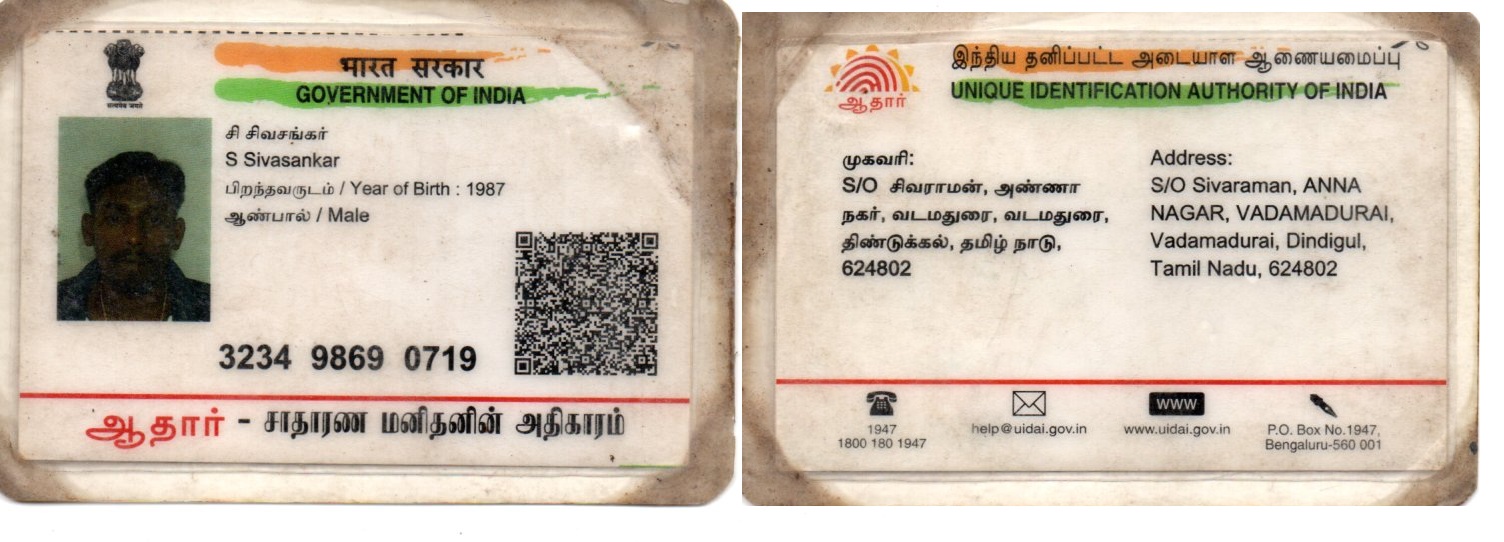 भारत सरकार
GOVERNMENT OF INDIA
सत्यमेव जयते
சி சிவசங்கர்
S Sivasankar
பிறந்தவருடம் / Year of Birth : 1987
ஆண்பால் / Male
3234 9869 0719
ஆதார் - சாதாரண மனிதனின் அதிகாரம்
இந்திய தனிப்பட்ட அடையாள ஆணையமைப்பு
ஆதார்
UNIQUE IDENTIFICATION AUTHORITY OF INDIA
முகவரி:
S/O சிவராமன், அண்ணா
நகர், வடமதுரை, வடமதுரை,
திண்டுக்கல், தமிழ் நாடு,
624802
Address:
S/O Sivaraman, ANNA
NAGAR, VADAMADURAI,
Vadamadurai, Dindigul,
Tamil Nadu, 624802
1947
1800 180 1947
help@uidai.gov.in
WWW
www.uidai.gov.in
P.O. Box No.1947,
Bengaluru-560 001